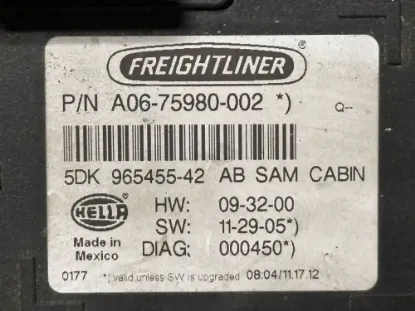 FREIGHTLINER
P/N A06-75980-002 *)
Q--
5DK 965455-42 AB SAM CABIN
HELLA
HW: 09-32-00
SW: 11-29-05*)
Made in
Mexico
DIAG: 000450*)
0177 *) valid unless SW is upgraded 08:04/11.17.12